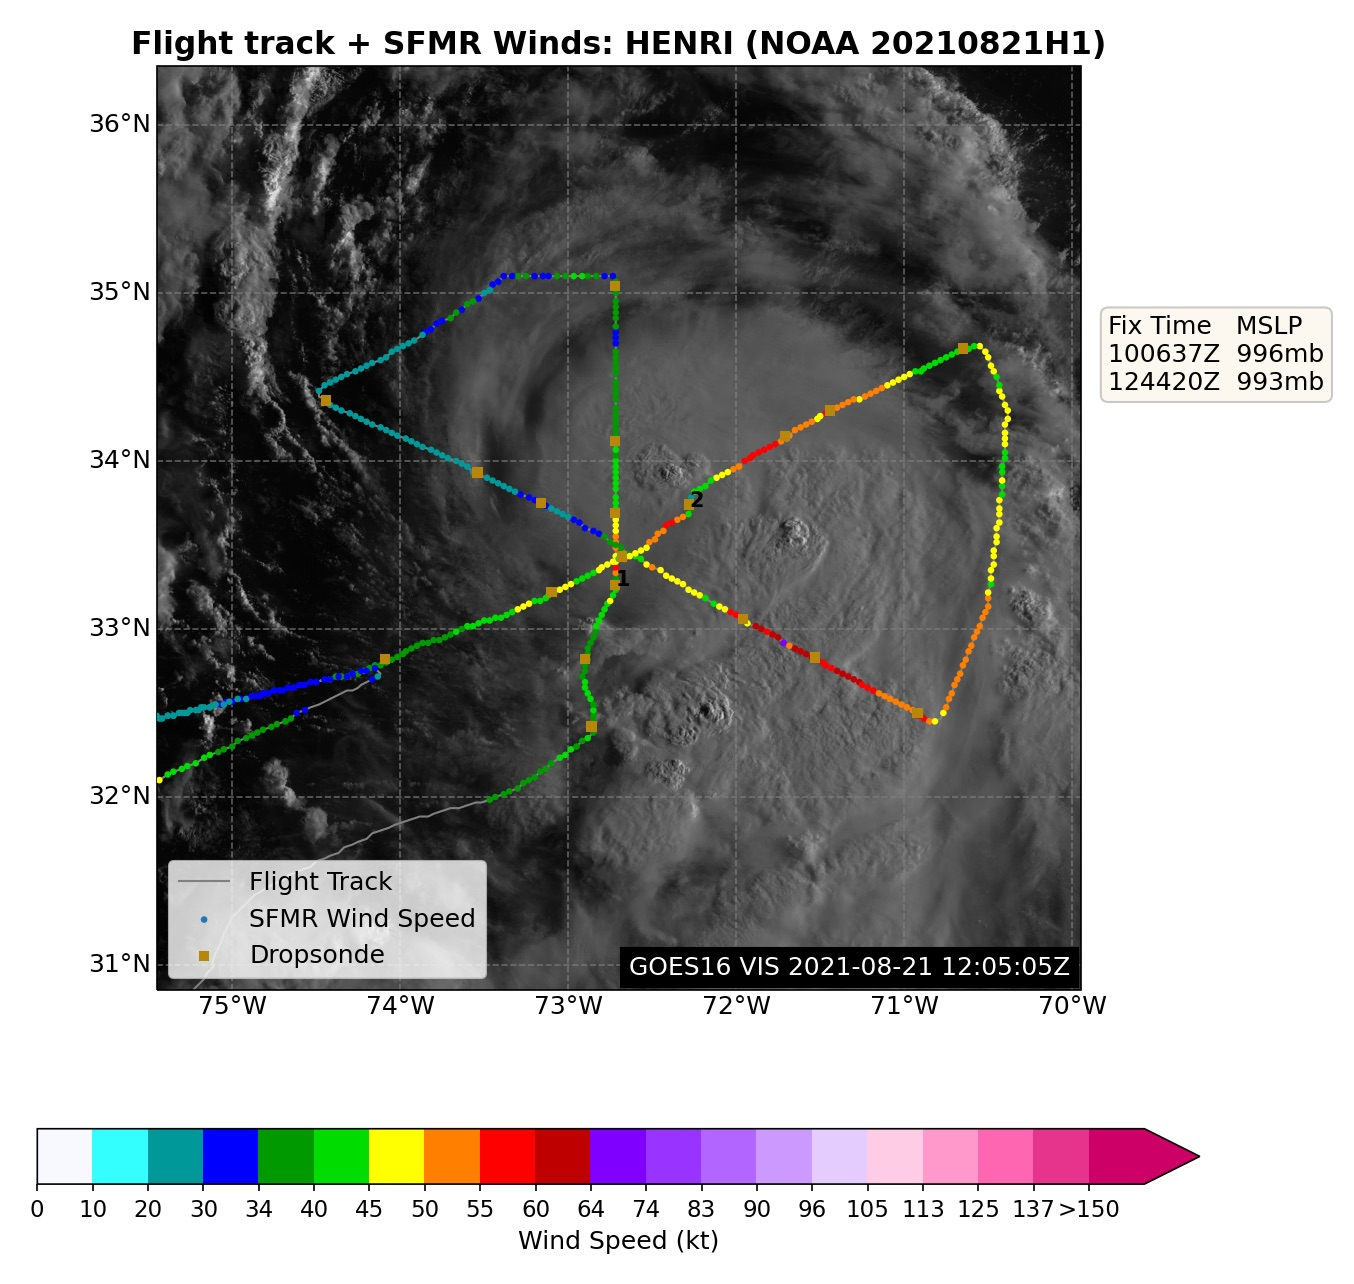 Flight track + SFMR Winds: HENRI (NOAA 20210821H1)
36°N
35°N
34°N
33°N
32°N
31°N
2
1
Fix Time MSLP
100637Z 996mb
124420Z 993mb
Flight Track
SFMR Wind Speed
Dropsonde
GOES16 VIS 2021-08-21 12:05:05Z
75°W 74°W 73°W 72°W 71°W 70°W
0 10 20 30 34 40 45 50 55 60 64 74 83 90 96 105 113 125 137 >150
Wind Speed (kt)